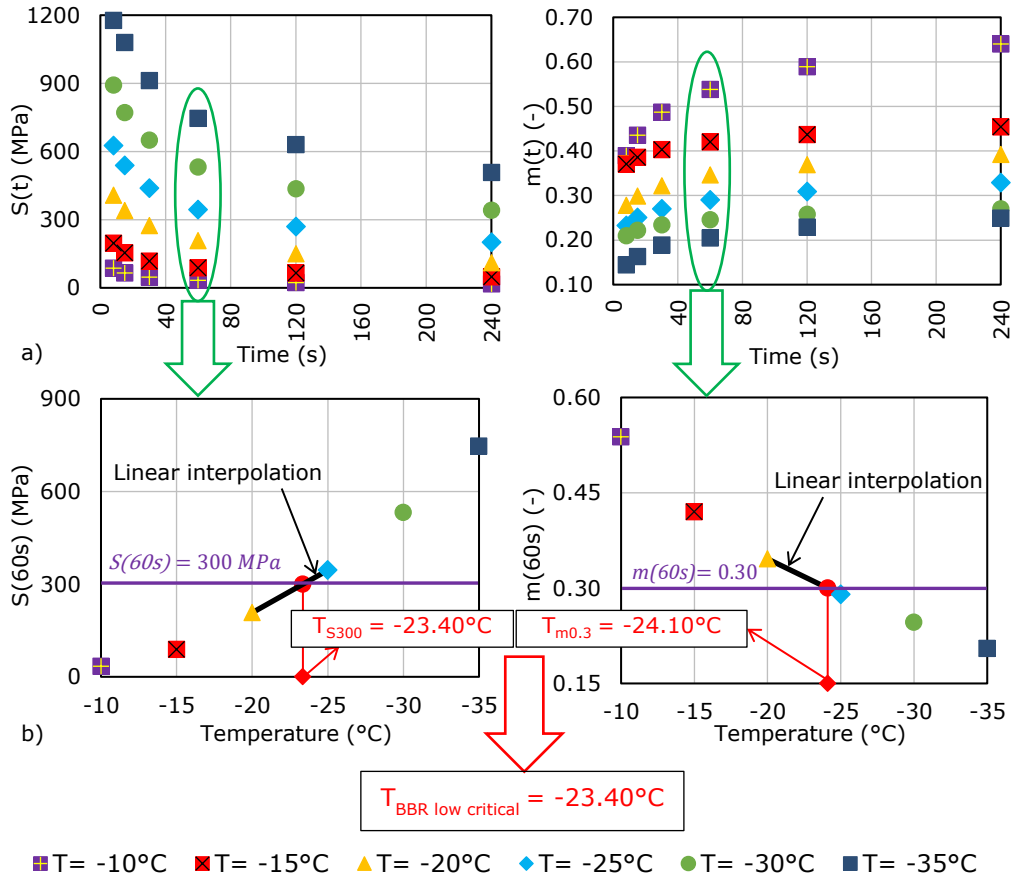 1200
900
600
300
0
S(t) (MPa)
0
40
80
120
160
200
240
Time (s)
a)
0.70
0.60
0.50
0.40
0.30
0.20
0.10
m(t) (-)
0
40
80
120
160
200
240
Time (s)
900
600
300
0
S(60s) (MPa)
Linear interpolation
S(60s) = 300 MPa
T_S300 = -23.40°C
-10
-15
-20
-25
-30
-35
Temperature (°C)
b)
0.60
0.45
0.30
0.15
m(60s) (-)
Linear interpolation
m(60s)= 0.30
T_m0.3 = -24.10°C
-10
-15
-20
-25
-30
-35
Temperature (°C)
T_BBR low critical = -23.40°C
T= -10°C
T= -15°C
T= -20°C
T= -25°C
T= -30°C
T= -35°C